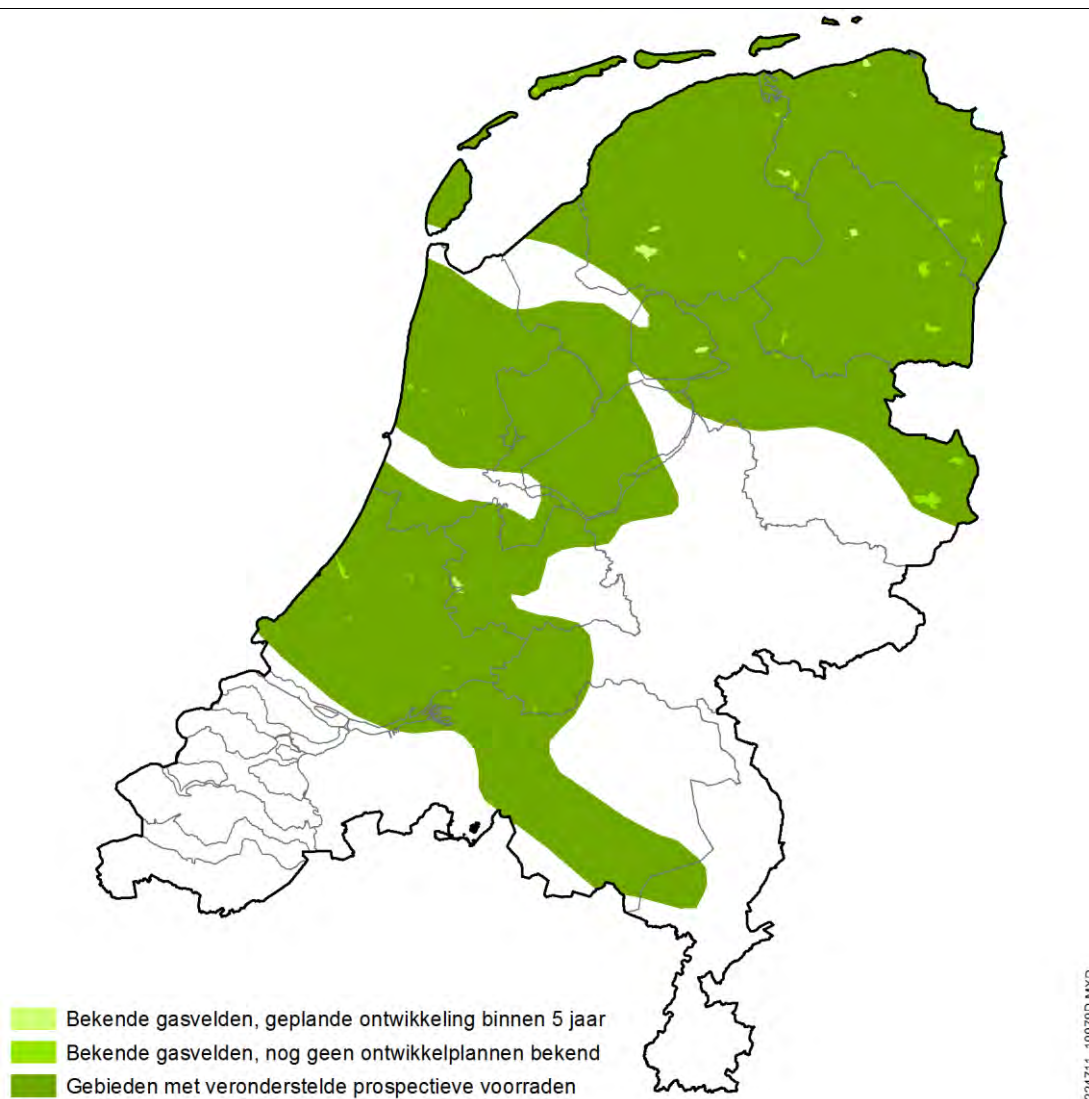 Bekende gasvelden, geplande ontwikkeling binnen 5 jaar
Bekende gasvelden, nog geen ontwikkelplannen bekend
Gebieden met veronderstelde prospectieve voorraden